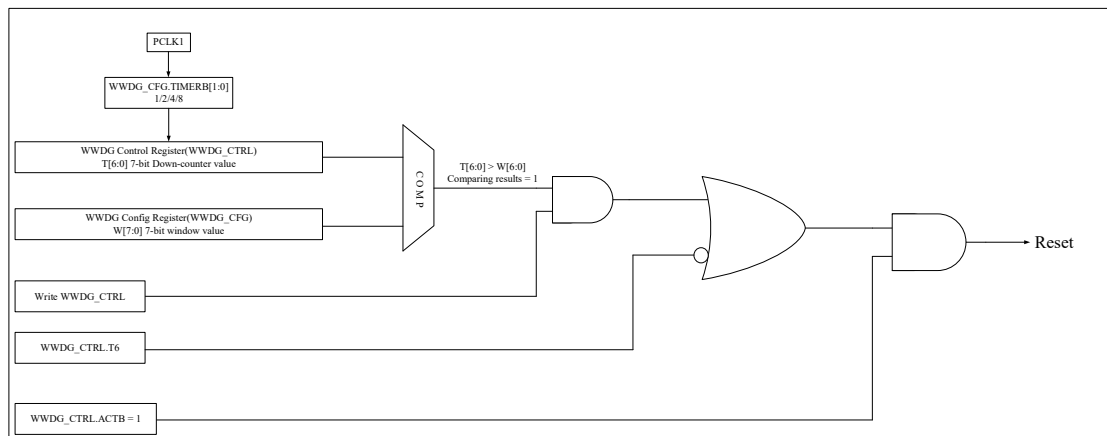 PCLK1
WWDG_CFG.TIMERB[1:0]
1/2/4/8
WWDG Control Register(WWDG_CTRL)
T[6:0] 7-bit Down-counter value
COMP
T[6:0] > W[6:0]
Comparing results = 1
WWDG Config Register(WWDG_CFG)
W[7:0] 7-bit window value
Reset
Write WWDG_CTRL
WWDG_CTRL.T6
WWDG_CTRL.ACTB = 1